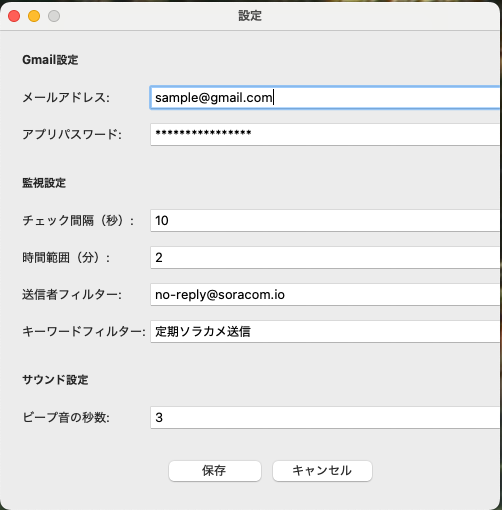 設定
Gmail設定
メールアドレス: sample@gmail.com
アプリパスワード: ****************
監視設定
チェック間隔（秒）: 10
時間範囲（分）: 2
送信者フィルター: no-reply@soracom.io
キーワードフィルター: 定期ソラカメ送信
サウンド設定
ビープ音の秒数: 3
保存 キャンセル